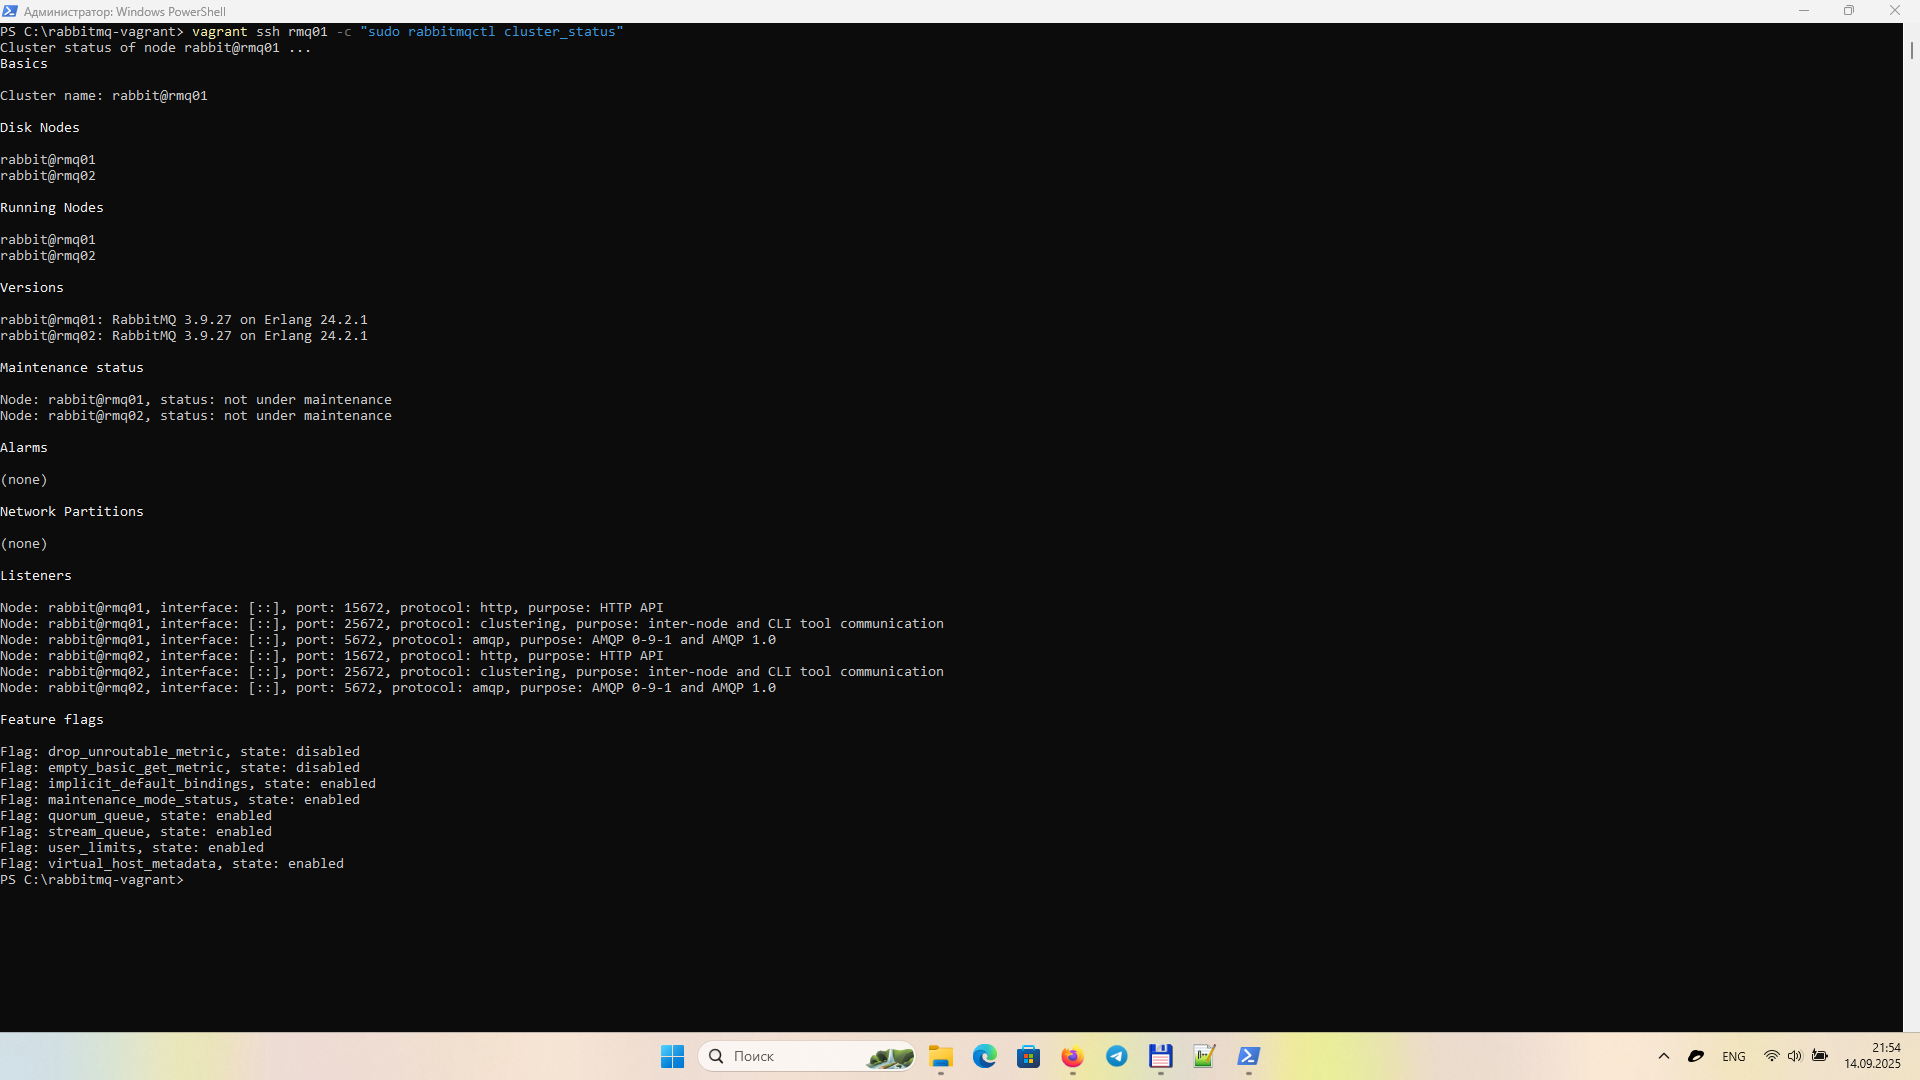 Администратор: Windows PowerShell
PS C:\rabbitmq-vagrant> vagrant ssh rmq01 -c "sudo rabbitmqctl cluster_status"
Cluster status of node rabbit@rmq01 ...
Basics
Cluster name: rabbit@rmq01
Disk Nodes
rabbit@rmq01
rabbit@rmq02
Running Nodes
rabbit@rmq01
rabbit@rmq02
Versions
rabbit@rmq01: RabbitMQ 3.9.27 on Erlang 24.2.1
rabbit@rmq02: RabbitMQ 3.9.27 on Erlang 24.2.1
Maintenance status
Node: rabbit@rmq01, status: not under maintenance
Node: rabbit@rmq02, status: not under maintenance
Alarms
(none)
Network Partitions
(none)
Listeners
Node: rabbit@rmq01, interface: [::], port: 15672, protocol: http, purpose: HTTP API
Node: rabbit@rmq01, interface: [::], port: 25672, protocol: clustering, purpose: inter-node and CLI tool communication
Node: rabbit@rmq01, interface: [::], port: 5672, protocol: amqp, purpose: AMQP 0-9-1 and AMQP 1.0
Node: rabbit@rmq02, interface: [::], port: 15672, protocol: http, purpose: HTTP API
Node: rabbit@rmq02, interface: [::], port: 25672, protocol: clustering, purpose: inter-node and CLI tool communication
Node: rabbit@rmq02, interface: [::], port: 5672, protocol: amqp, purpose: AMQP 0-9-1 and AMQP 1.0
Feature flags
Flag: drop_unroutable_metric, state: disabled
Flag: empty_basic_get_metric, state: disabled
Flag: implicit_default_bindings, state: enabled
Flag: maintenance_mode_status, state: enabled
Flag: quorum_queue, state: enabled
Flag: stream_queue, state: enabled
Flag: user_limits, state: enabled
Flag: virtual_host_metadata, state: enabled
PS C:\rabbitmq-vagrant>
Поиск
ENG
21:54
14.09.2025